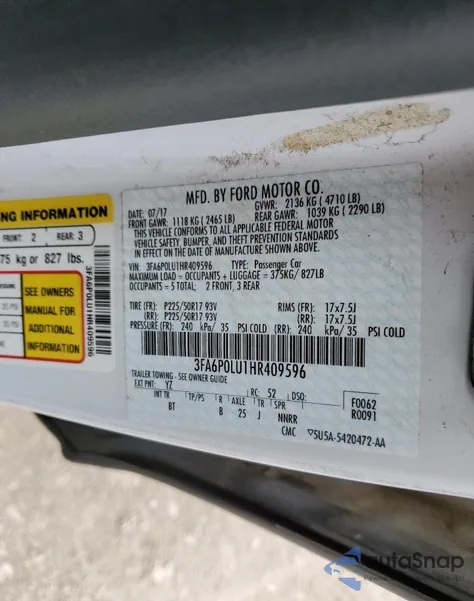 NG INFORMATION
FRONT: 2 REAR: 3
75 kg or 827 lbs.
35 PSI
35 PSI
SEE OWNERS
MANUAL FOR
ADDITIONAL
INFORMATION
3FA6P0LU1HR409596
MFD. BY FORD MOTOR CO.
DATE: 07/17 GVWR: 2136 KG ( 4710 LB)
FRONT GAWR: 1118 KG ( 2465 LB) REAR GAWR: 1039 KG ( 2290 LB)
THIS VEHICLE CONFORMS TO ALL APPLICABLE FEDERAL MOTOR
VEHICLE SAFETY, BUMPER, AND THEFT PREVENTION STANDARDS
IN EFFECT ON THE DATE OF MANUFACTURE SHOWN ABOVE.
VIN: 3FA6P0LU1HR409596 TYPE: Passenger Car
MAXIMUM LOAD = OCCUPANTS + LUGGAGE = 375KG/ 827LB
OCCUPANTS = 5 TOTAL: 2 FRONT, 3 REAR
TIRE (FR): P225/50R17 93V RIMS (FR): 17x7.5J
(RR): P225/50R17 93V (RR): 17x7.5J
PRESSURE (FR): 240 kPa/ 35 PSI COLD (RR): 240 kPa/ 35 PSI COLD
3FA6P0LU1HR409596
TRAILER TOWING - SEE OWNER GUIDE
EXT PNT: YZ RC: 52 DSO:
INT TR TP/PS R AXLE TR SPR
BT B 25 J NNRR
F0062
R0091
CMC 5U5A-5420472-AA
autoSnap